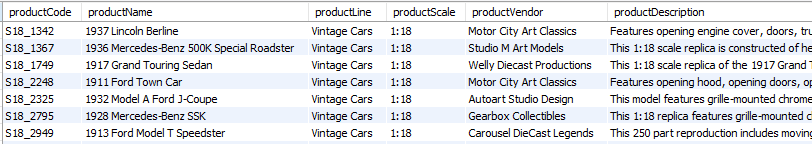 productCode productName productLine productScale productVendor productDescription
S18_1342 1937 Lincoln Berline Vintage Cars 1:18 Motor City Art Classics Features opening engine cover, doors, tru
S18_1367 1936 Mercedes-Benz 500K Special Roadster Vintage Cars 1:18 Studio M Art Models This 1:18 scale replica is constructed of he
S18_1749 1917 Grand Touring Sedan Vintage Cars 1:18 Welly Diecast Productions This 1:18 scale replica of the 1917 Grand T
S18_2248 1911 Ford Town Car Vintage Cars 1:18 Motor City Art Classics Features opening hood, opening doors, op
S18_2325 1932 Model A Ford J-Coupe Vintage Cars 1:18 Autoart Studio Design This model features grille-mounted chrome
S18_2795 1928 Mercedes-Benz SSK Vintage Cars 1:18 Gearbox Collectibles This 1:18 replica features grille-mounted c
S18_2949 1913 Ford Model T Speedster Vintage Cars 1:18 Carousel DieCast Legends This 250 part reproduction includes moving